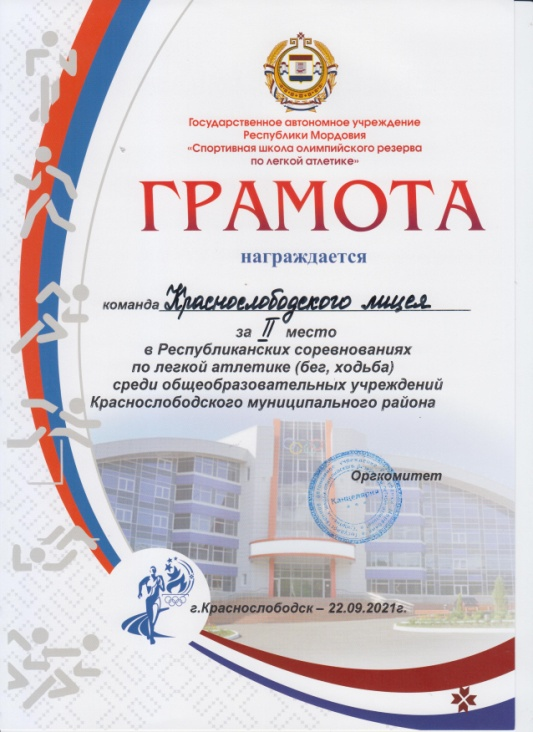 Государственное автономное учреждение
Республики Мордовия
«Спортивная школа олимпийского резерва
по легкой атлетике»
ГРАМОТА
награждается
команда Краснослободского лицея
за II место
в Республиканских соревнованиях
по легкой атлетике (бег, ходьба)
среди общеобразовательных учреждений
Краснослободского муниципального района
Оргкомитет
Канцелярия
г.Краснослободск – 22.09.2021г.